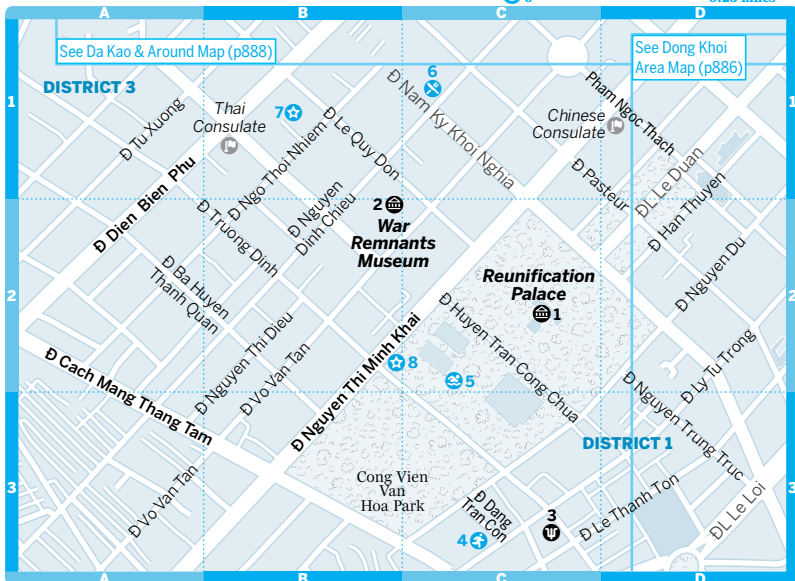 A
B
C
D
See Da Kao & Around Map (p888)
See Dong Khoi
Area Map (p886)
DISTRICT 3
1
1
6
7
Thai
Consulate
Chinese
Consulate
Pham Ngoc Thach
Đ Tu Xuong
Đ Le Quy Don
Đ Nam Ky Khoi Nghia
Đ Ngo Thoi Nhiem
Đ Dien Bien Phu
Đ Pasteur
ĐL Le Duan
Đ Han Thuyen
Đ Nguyen
Dinh Chieu
Đ Truong Dinh
2
War
Remnants
Museum
Đ Ba Huyen
Thanh Quan
Reunification
Palace
1
Đ Nguyen Du
2
2
Đ Huyen Tran Cong Chua
Đ Nguyen Thi Dieu
Đ Vo Van Tan
Đ Nguyen Thi Minh Khai
8
5
Đ Ly Tu Trong
Đ Cach Mang Thang Tam
Đ Nguyen Trung Truc
DISTRICT 1
3
3
Đ Vo Van Tan
Cong Vien
Van
Hoa Park
Đ Dang
Tran Con
3
4
Đ Le Thanh Ton
ĐL Le Loi
A
B
C
D